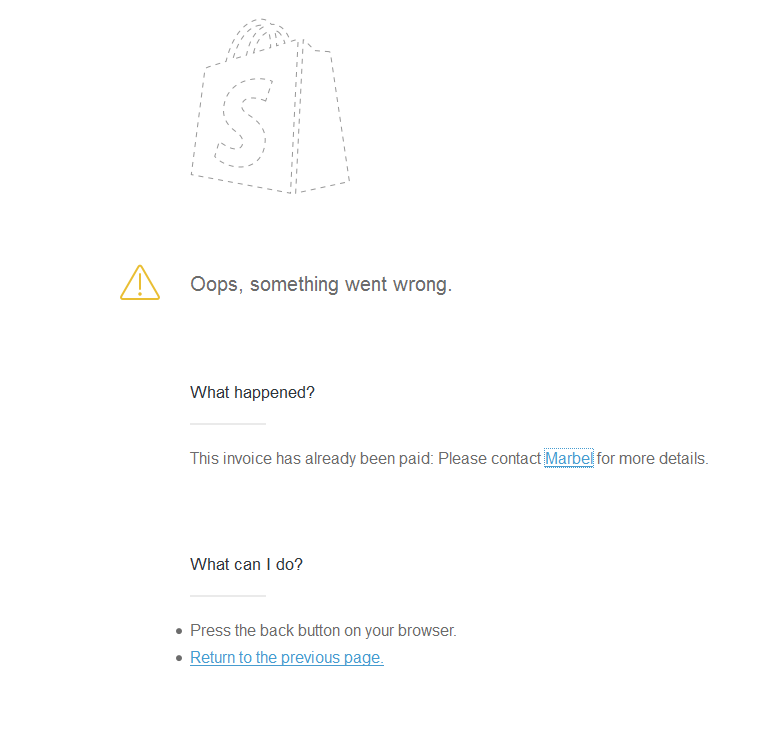 S
Oops, something went wrong.
What happened?
This invoice has already been paid: Please contact Marbel for more details.
What can I do?
Press the back button on your browser.
Return to the previous page.